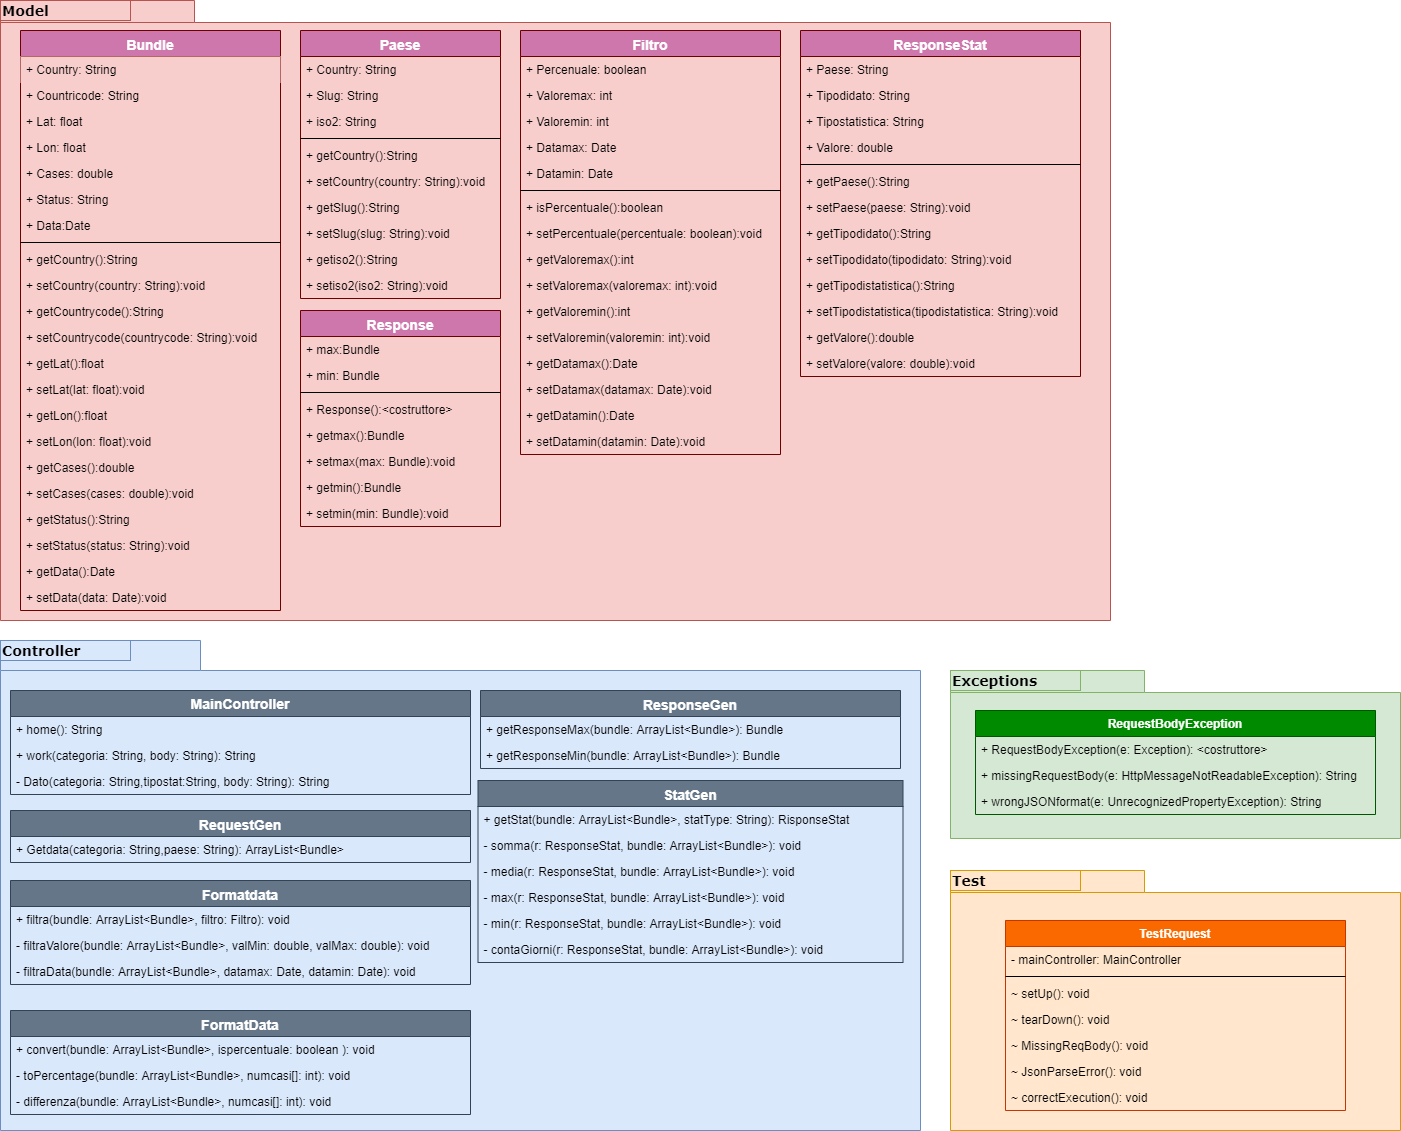 Model
Bundle
+ Country: String
+ Countricode: String
+ Lat: float
+ Lon: float
+ Cases: double
+ Status: String
+ Data:Date
+ getCountry():String
+ setCountry(country: String):void
+ getCountrycode():String
+ setCountrycode(countrycode: String):void
+ getLat():float
+ setLat(lat: float):void
+ getLon():float
+ setLon(lon: float):void
+ getCases():double
+ setCases(cases: double):void
+ getStatus():String
+ setStatus(status: String):void
+ getData():Date
+ setData(data: Date):void
Paese
+ Country: String
+ Slug: String
+ iso2: String
+ getCountry():String
+ setCountry(country: String):void
+ getSlug():String
+ setSlug(slug: String):void
+ getiso2():String
+ setiso2(iso2: String):void
Response
+ max:Bundle
+ min: Bundle
+ Response():<costruttore>
+ getmax():Bundle
+ setmax(max: Bundle):void
+ getmin():Bundle
+ setmin(min: Bundle):void
Filtro
+ Percenuale: boolean
+ Valoremax: int
+ Valoremin: int
+ Datamax: Date
+ Datamin: Date
+ isPercentuale():boolean
+ setPercentuale(percentuale: boolean):void
+ getValoremax():int
+ setValoremax(valoremax: int):void
+ getValoremin():int
+ setValoremin(valoremin: int):void
+ getDatamax():Date
+ setDatamax(datamax: Date):void
+ getDatamin():Date
+ setDatamin(datamin: Date):void
ResponseStat
+ Paese: String
+ Tipodidato: String
+ Tipostatistica: String
+ Valore: double
+ getPaese():String
+ setPaese(paese: String):void
+ getTipodidato():String
+ setTipodidato(tipodidato: String):void
+ getTipodistatistica():String
+ setTipodistatistica(tipodistatistica: String):void
+ getValore():double
+ setValore(valore: double):void
Controller
MainController
+ home(): String
+ work(categoria: String, body: String): String
- Dato(categoria: String,tipostat:String, body: String): String
RequestGen
+ Getdata(categoria: String,paese: String): ArrayList<Bundle>
Formatdata
+ filtra(bundle: ArrayList<Bundle>, filtro: Filtro): void
- filtraValore(bundle: ArrayList<Bundle>, valMin: double, valMax: double): void
- filtraData(bundle: ArrayList<Bundle>, datamax: Date, datamin: Date): void
FormatData
+ convert(bundle: ArrayList<Bundle>, ispercentuale: boolean ): void
- toPercentage(bundle: ArrayList<Bundle>, numcasi[]: int): void
- differenza(bundle: ArrayList<Bundle>, numcasi[]: int): void
ResponseGen
+ getResponseMax(bundle: ArrayList<Bundle>): Bundle
+ getResponseMin(bundle: ArrayList<Bundle>): Bundle
StatGen
+ getStat(bundle: ArrayList<Bundle>, statType: String): RisponseStat
- somma(r: ResponseStat, bundle: ArrayList<Bundle>): void
- media(r: ResponseStat, bundle: ArrayList<Bundle>): void
- max(r: ResponseStat, bundle: ArrayList<Bundle>): void
- min(r: ResponseStat, bundle: ArrayList<Bundle>): void
- contaGiorni(r: ResponseStat, bundle: ArrayList<Bundle>): void
Exceptions
RequestBodyException
+ RequestBodyException(e: Exception): <costruttore>
+ missingRequestBody(e: HttpMessageNotReadableException): String
+ wrongJSONformat(e: UnrecognizedPropertyException): String
Test
TestRequest
- mainController: MainController
~ setUp(): void
~ tearDown(): void
~ MissingReqBody(): void
~ JsonParseError(): void
~ correctExecution(): void